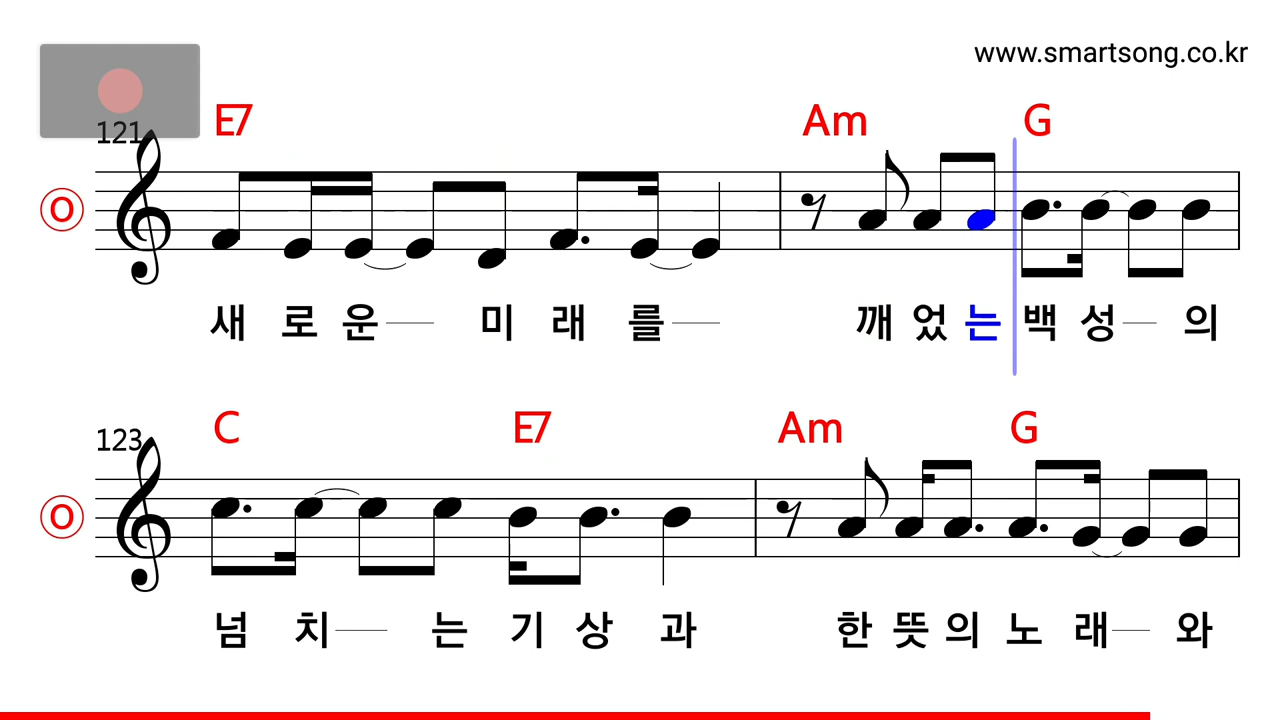 www.smartsong.co.kr
E7 Am G
121
O
새 로 운 미 래 를 깨 었 는 백 성 의
C E7 Am G
123
O
넘 치 는 기 상 과 한 뜻 의 노 래 와